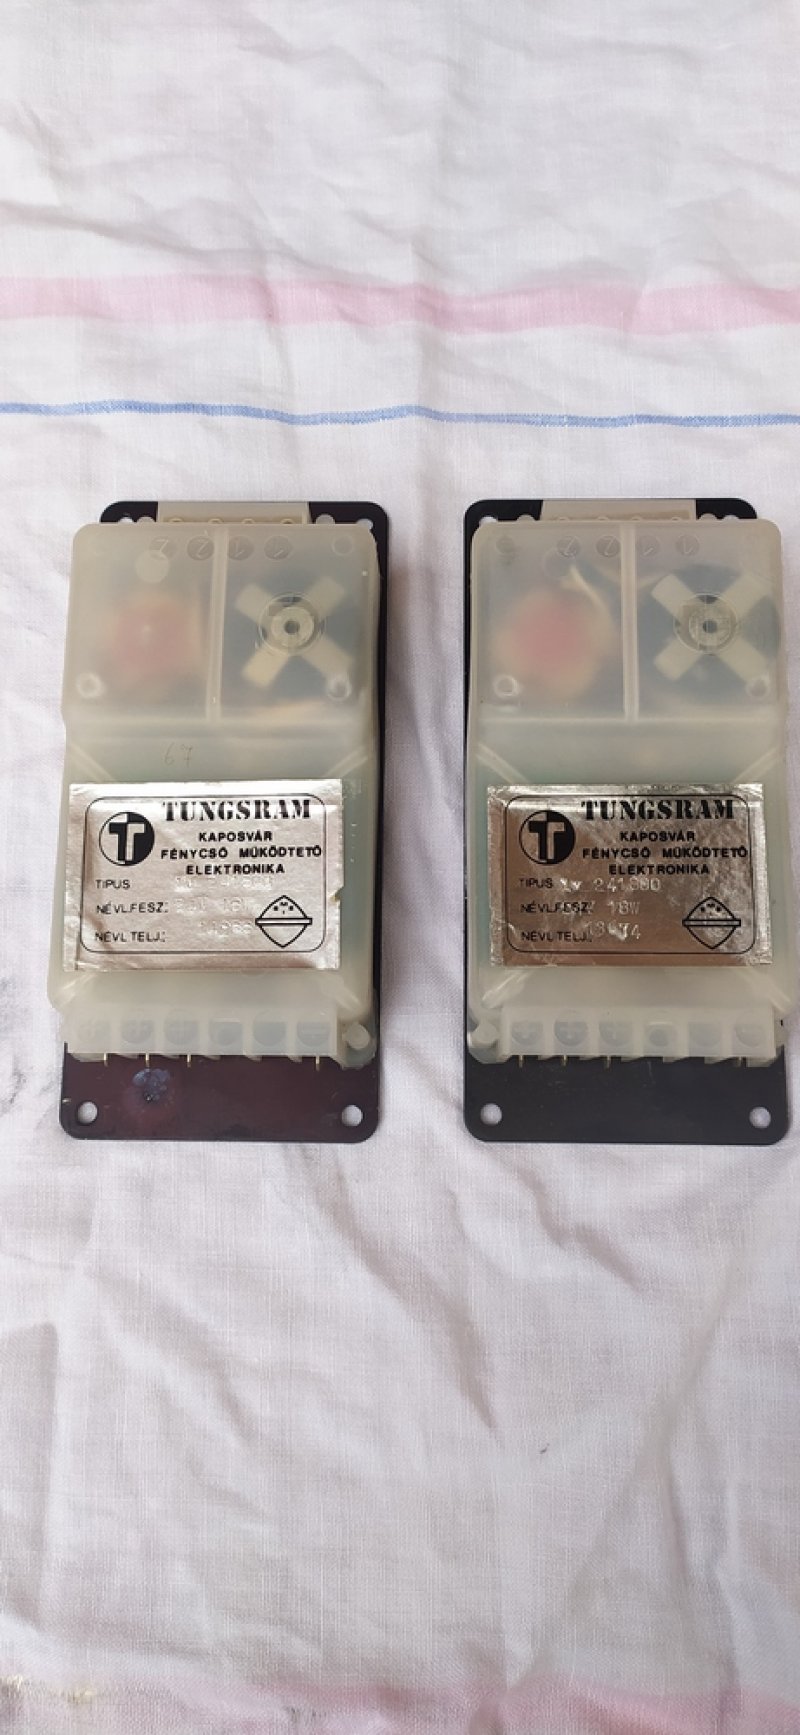 67
TUNGSRAM
KAPOSVÁR
FÉNYCSŐ MŰKÖDTETŐ
ELEKTRONIKA
TIPUS
NÉVL.FESZ.:
NÉVL.TELJ.:
TUNGSRAM
KAPOSVÁR
FÉNYCSŐ MŰKÖDTETŐ
ELEKTRONIKA
TIPUS
NÉVL.FESZ. 18W
NÉVL.TELJ.: